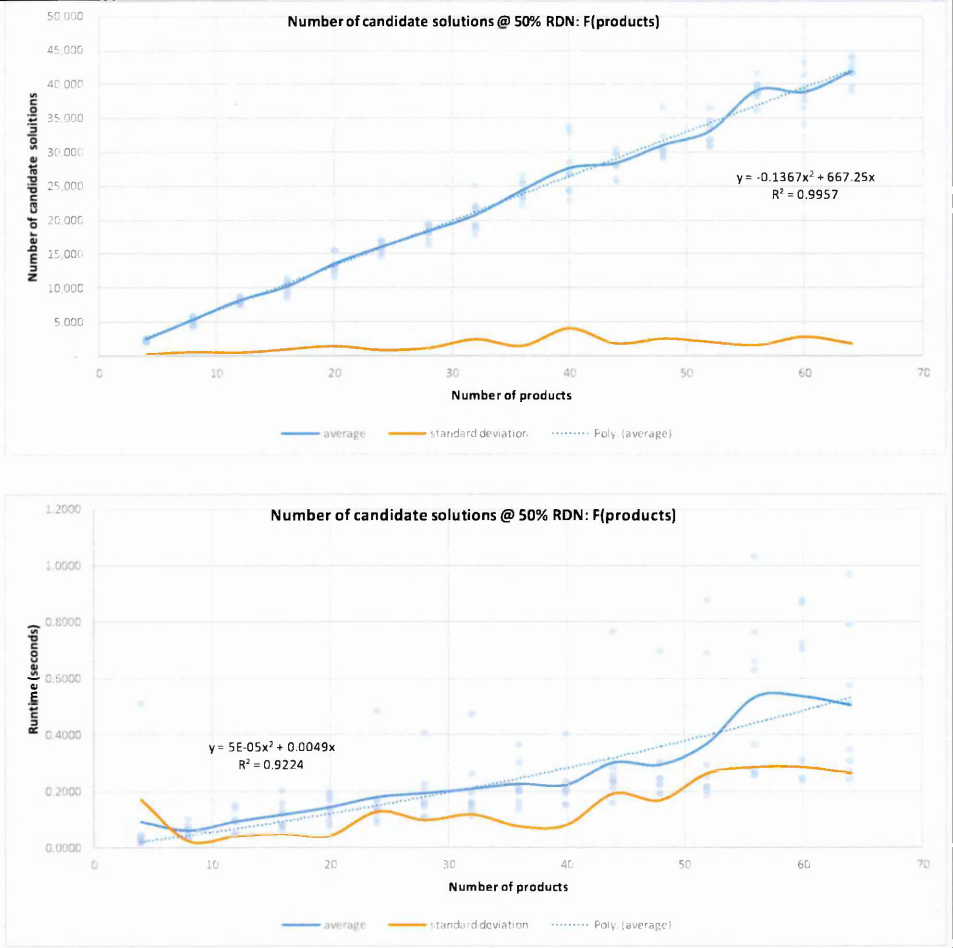 Number of candidate solutions @ 50% RDN: F(products)
50.000
45.000
40.000
35.000
30.000
25.000
20.000
15.000
10.000
5.000
-
Number of candidate soluitions
y = -0.1367x² + 667.25x
R² = 0.9957
0 10 20 30 40 50 60 70
Number of products
average standard deviation Poly. (average)
Number of candidate solutions @ 50% RDN: F(products)
1.2000
1.0000
0.8000
0.6000
0.4000
0.2000
0.0000
Runtime (seconds)
y = 5E-05x² + 0.0049x
R² = 0.9224
0 10 20 30 40 50 60 70
Number of products
average standard deviation Poly. (average)